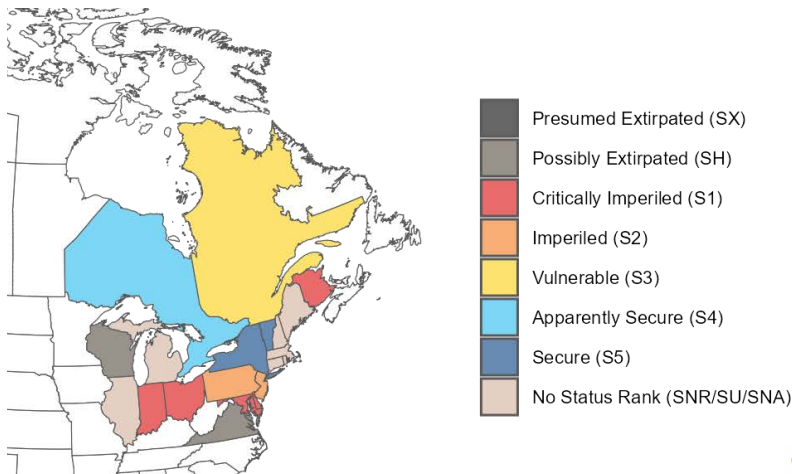 Presumed Extirpated (SX)
Possibly Extirpated (SH)
Critically Imperiled (S1)
Imperiled (S2)
Vulnerable (S3)
Apparently Secure (S4)
Secure (S5)
No Status Rank (SNR/SU/SNA)